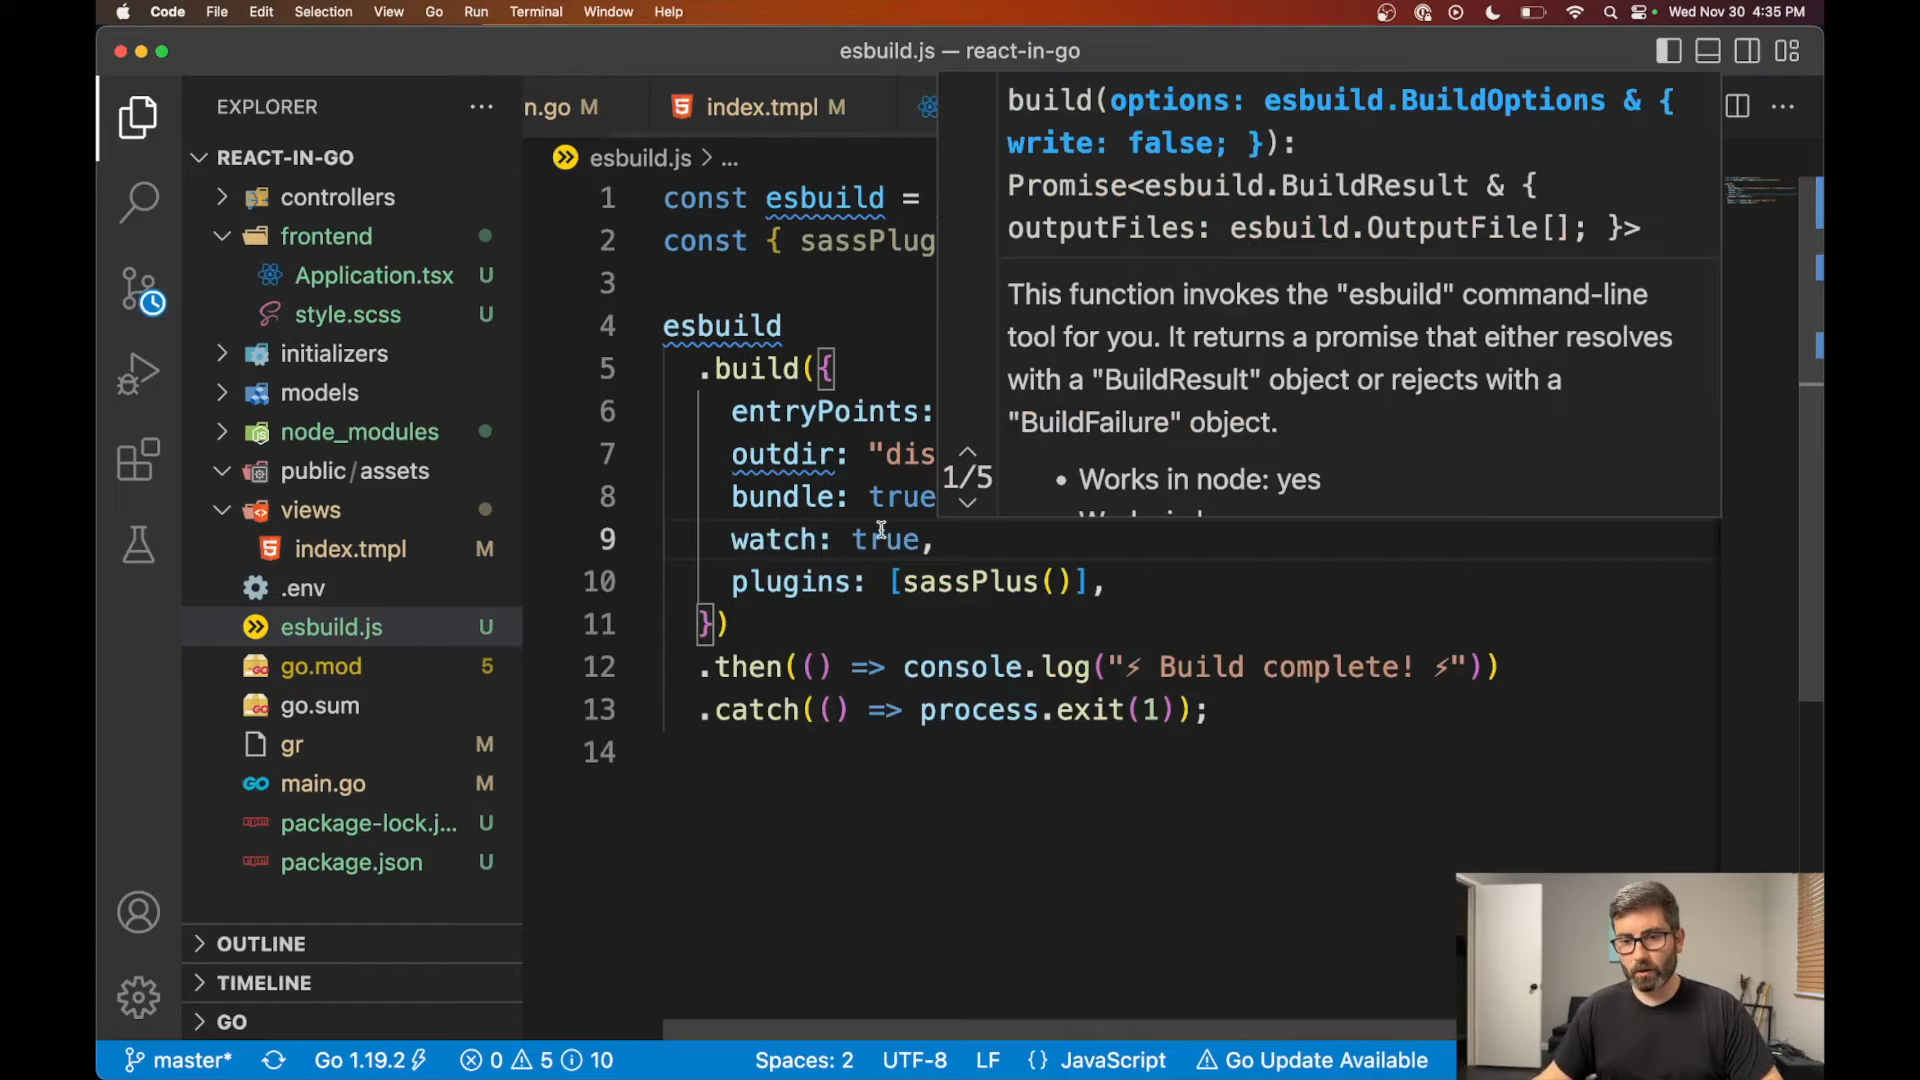 Code File Edit Selection View Go Run Terminal Window Help Wed Nov 30 4:35 PM
esbuild.js — react-in-go
EXPLORER
REACT-IN-GO
controllers
frontend
Application.tsx U
style.scss U
initializers
models
node_modules
public/assets
views
index.tmpl M
.env
esbuild.js U
go.mod 5
go.sum
gr M
main.go M
package-lock.j... U
package.json U
OUTLINE
TIMELINE
GO
n.go M index.tmpl M
esbuild.js > ...
1 const esbuild =
2 const { sassPlug
3
4 esbuild
5 .build({
6 entryPoints:
7 outdir: "dis
8 bundle: true
9 watch: true,
10 plugins: [sassPlus()],
11 })
12 .then(() => console.log("⚡ Build complete! ⚡"))
13 .catch(() => process.exit(1));
14
build(options: esbuild.BuildOptions & {
write: false; }):
Promise<esbuild.BuildResult & {
outputFiles: esbuild.OutputFile[]; }>
This function invokes the "esbuild" command-line
tool for you. It returns a promise that either resolves
with a "BuildResult" object or rejects with a
"BuildFailure" object.
1/5
• Works in node: yes
master* Go 1.19.2 0 5 10 Spaces: 2 UTF-8 LF {} JavaScript Go Update Available